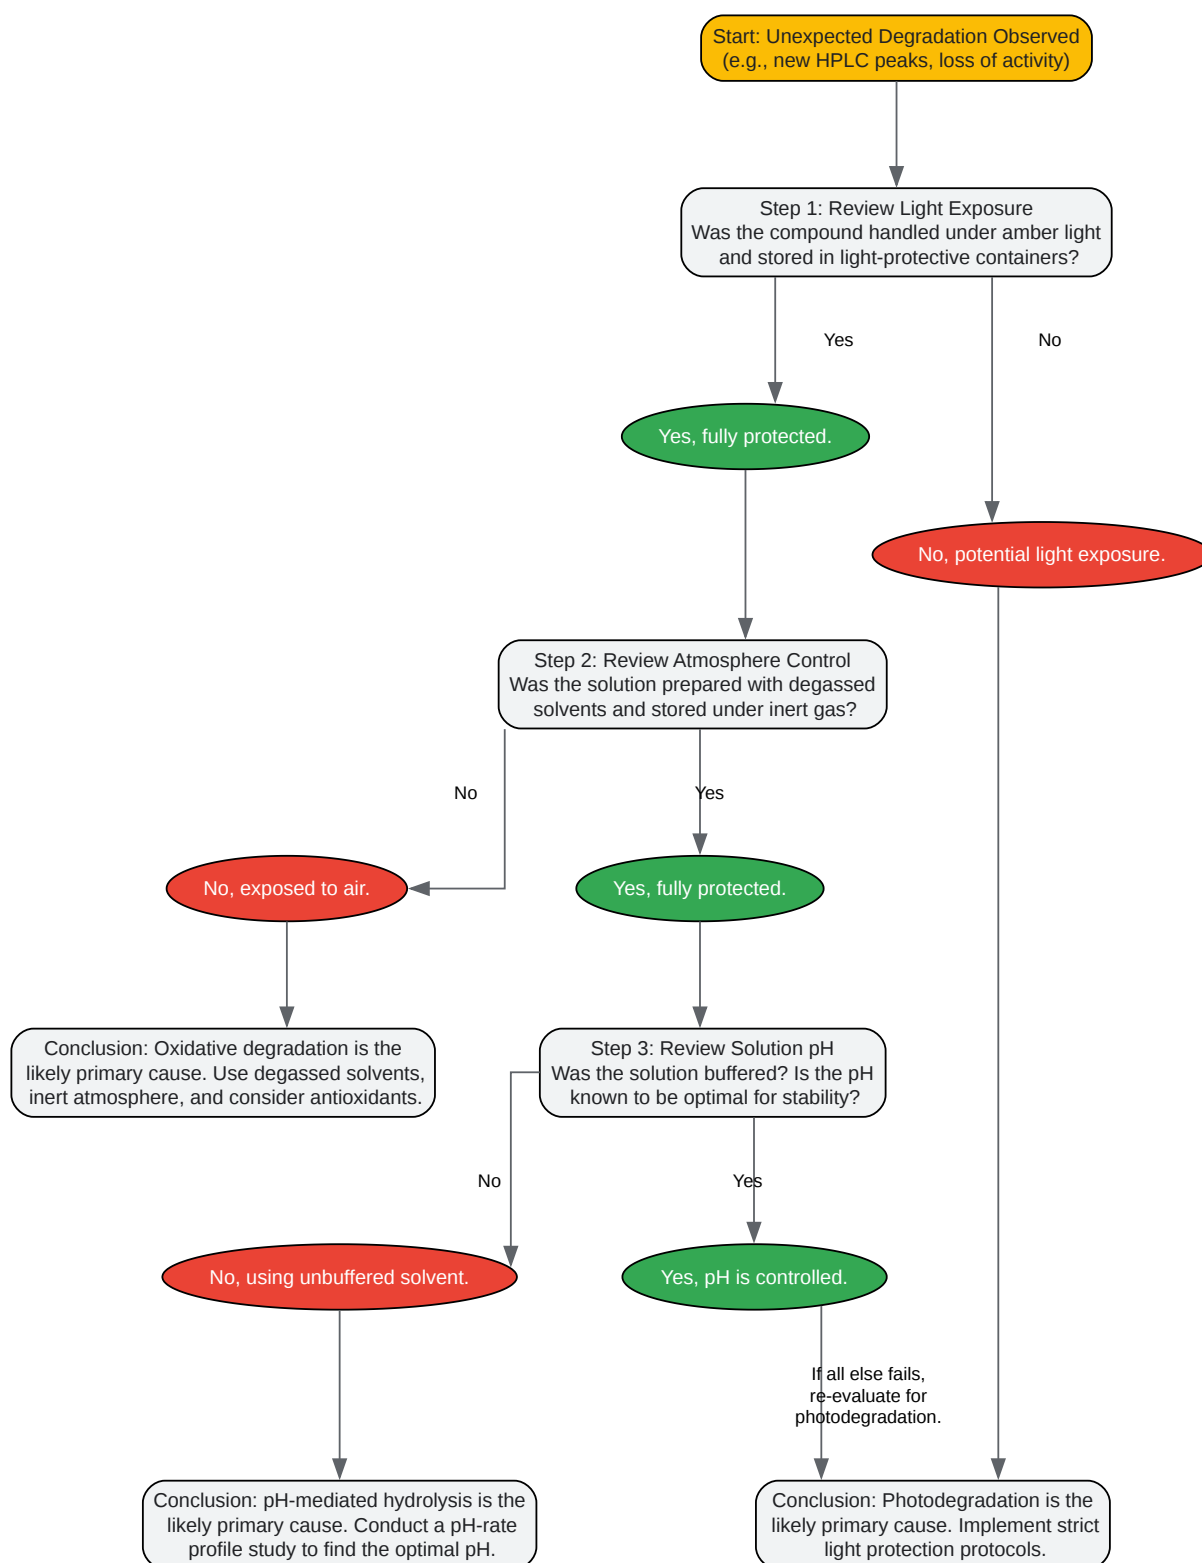 Start: Unexpected Degradation Observed
(e.g., new HPLC peaks, loss of activity)
Step 1: Review Light Exposure
Was the compound handled under amber light
and stored in light-protective containers?
Yes
No
Yes, fully protected.
No, potential light exposure.
Step 2: Review Atmosphere Control
Was the solution prepared with degassed
solvents and stored under inert gas?
No
Yes
No, exposed to air.
Yes, fully protected.
Conclusion: Oxidative degradation is the
likely primary cause. Use degassed solvents,
inert atmosphere, and consider antioxidants.
Step 3: Review Solution pH
Was the solution buffered? Is the pH
known to be optimal for stability?
No
Yes
No, using unbuffered solvent.
Yes, pH is controlled.
If all else fails,
re-evaluate for
photodegradation.
Conclusion: pH-mediated hydrolysis is the
likely primary cause. Conduct a pH-rate
profile study to find the optimal pH.
Conclusion: Photodegradation is the
likely primary cause. Implement strict
light protection protocols.